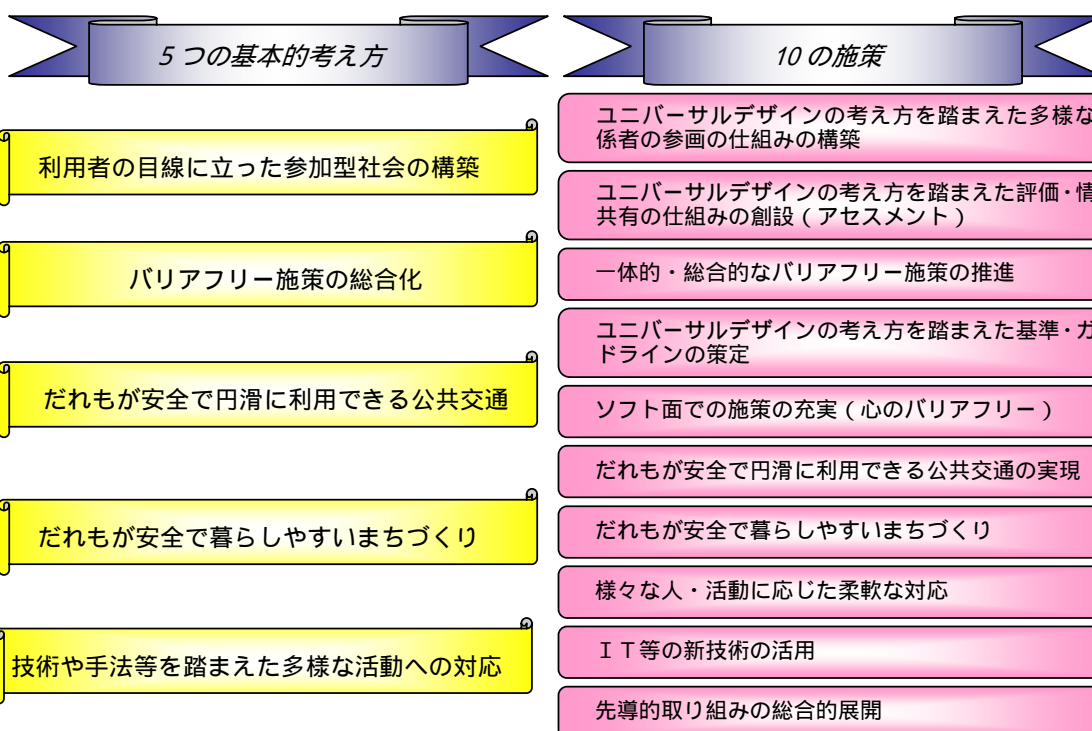 5つの基本的考え方
利用者の目線に立った参加型社会の構築
バリアフリー施策の総合化
だれもが安全で円滑に利用できる公共交通
だれもが安全で暮らしやすいまちづくり
技術や手法等を踏まえた多様な活動への対応
10の施策
ユニバーサルデザインの考え方を踏まえた多様な
係者の参画の仕組みの構築
ユニバーサルデザインの考え方を踏まえた評価・情
共有の仕組みの創設（アセスメント）
一体的・総合的なバリアフリー施策の推進
ユニバーサルデザインの考え方を踏まえた基準・ガ
ドラインの策定
ソフト面での施策の充実（心のバリアフリー）
だれもが安全で円滑に利用できる公共交通の実現
だれもが安全で暮らしやすいまちづくり
様々な人・活動に応じた柔軟な対応
ＩＴ等の新技術の活用
先導的取り組みの総合的展開